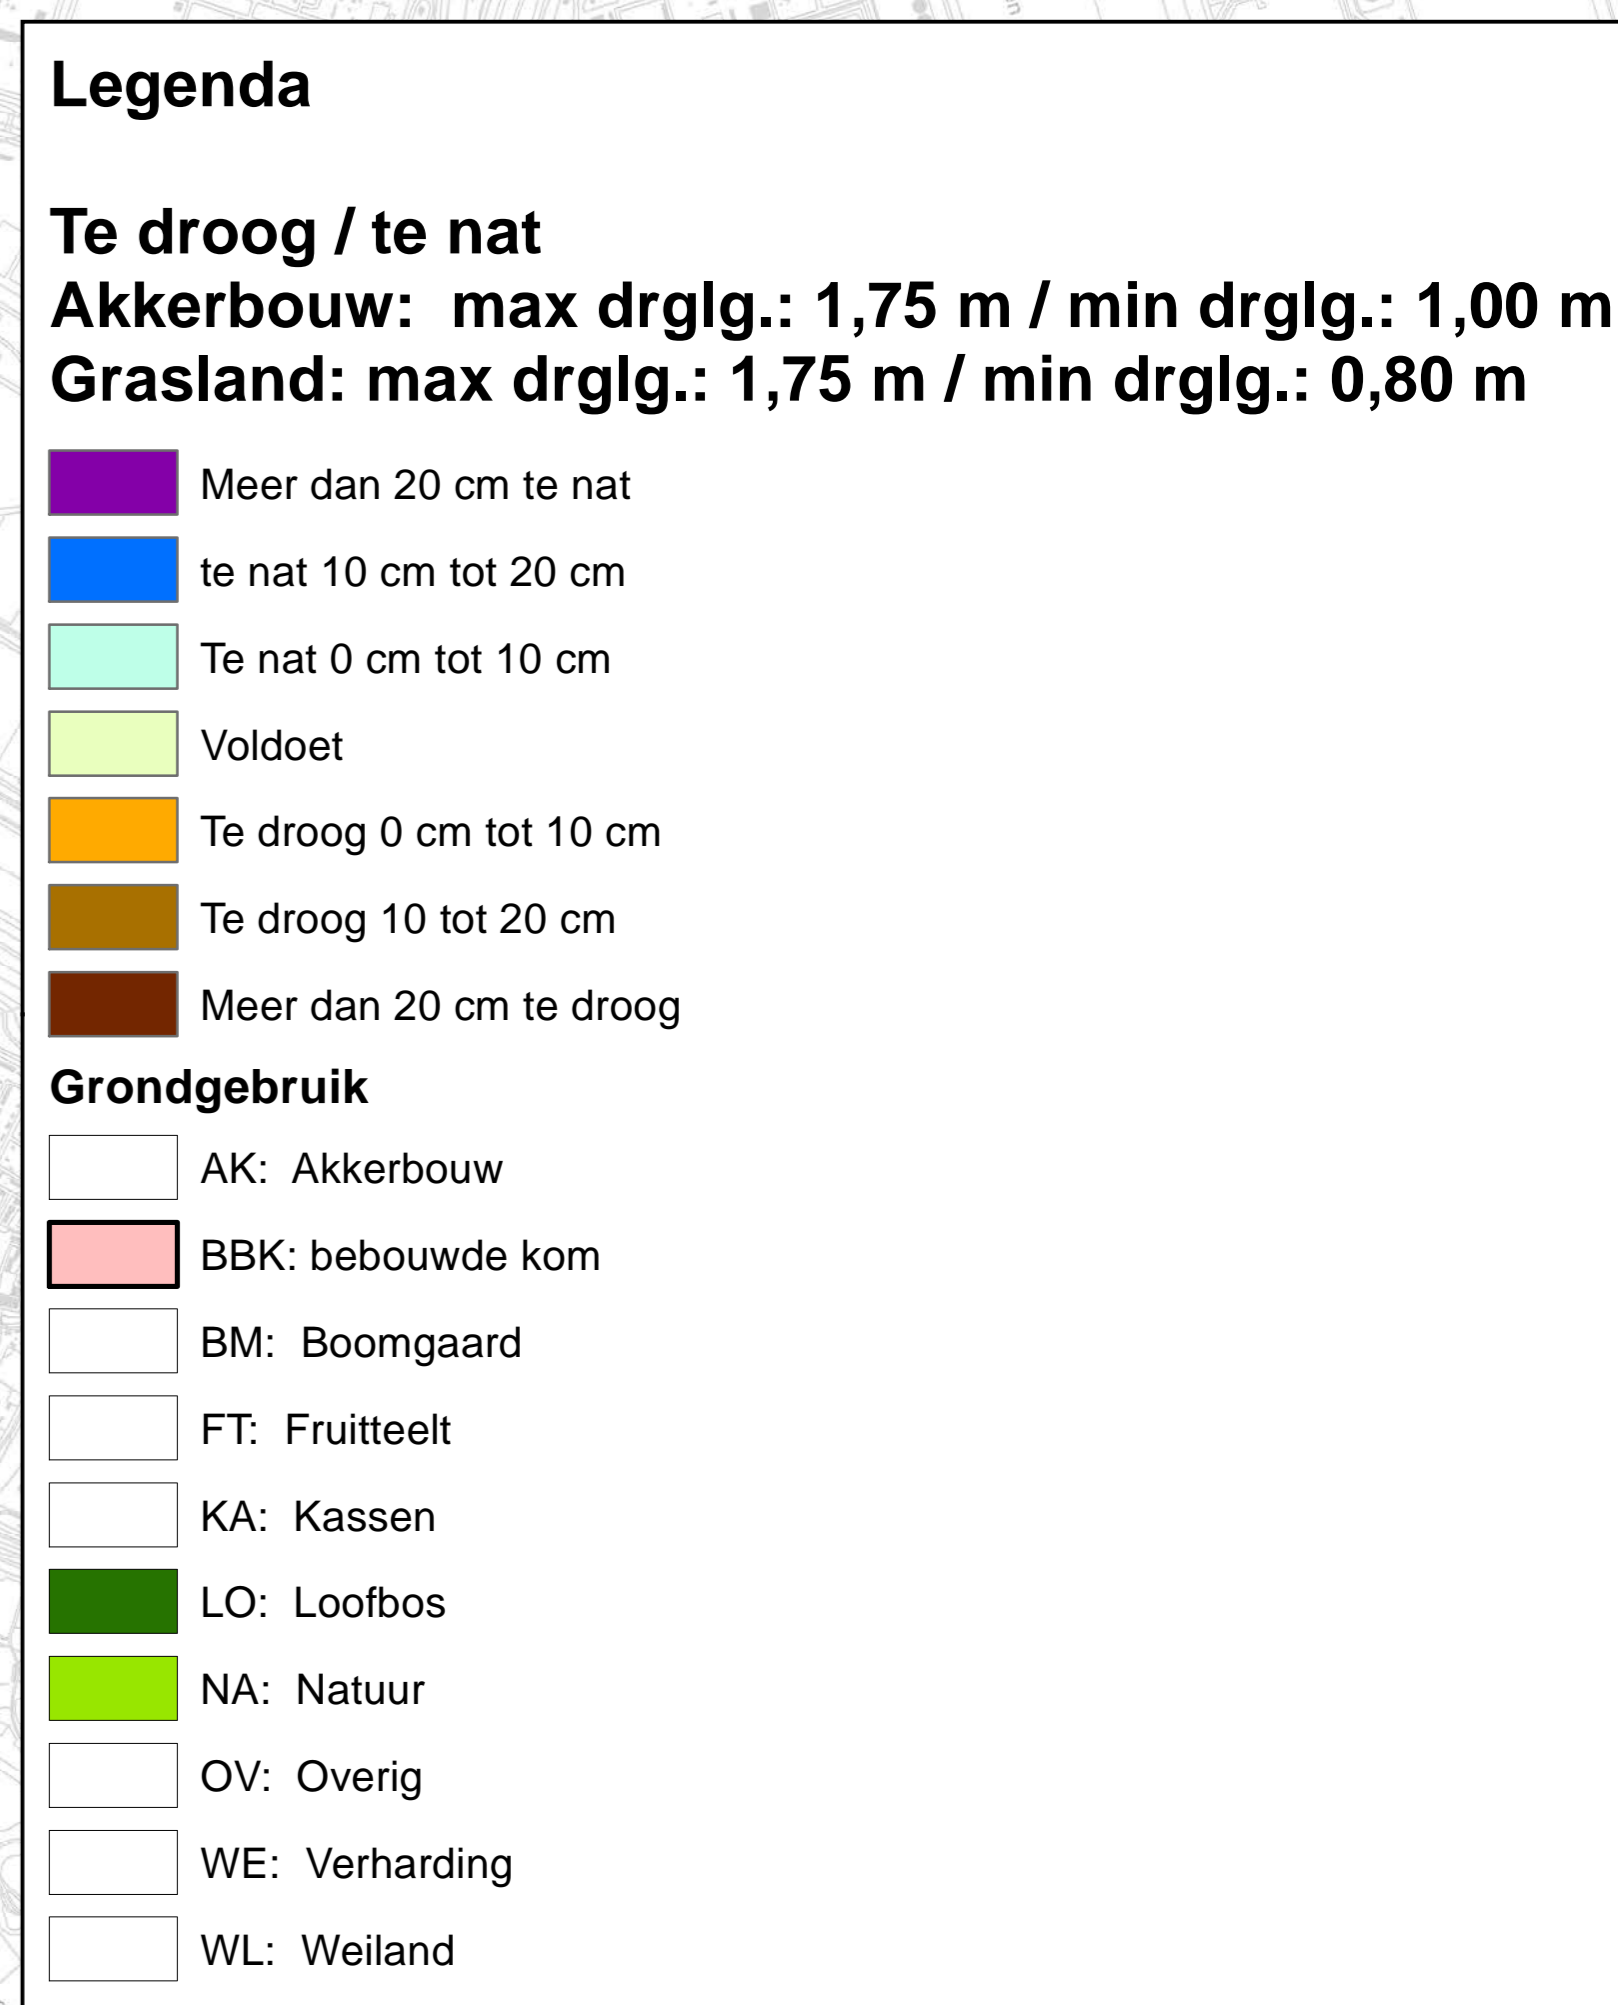 Legenda
Te droog / te nat
Akkerbouw:  max drglg.: 1,75 m / min drglg.: 1,00 m
Grasland: max drglg.: 1,75 m / min drglg.: 0,80 m
Meer dan 20 cm te nat
te nat 10 cm tot 20 cm
Te nat 0 cm tot 10 cm
Voldoet
Te droog 0 cm tot 10 cm
Te droog 10 tot 20 cm
Meer dan 20 cm te droog
Grondgebruik
AK:  Akkerbouw
BBK: bebouwde kom
BM:  Boomgaard
FT:  Fruitteelt
KA:  Kassen
LO:  Loofbos
NA:  Natuur
OV:  Overig
WE:  Verharding
WL:  Weiland